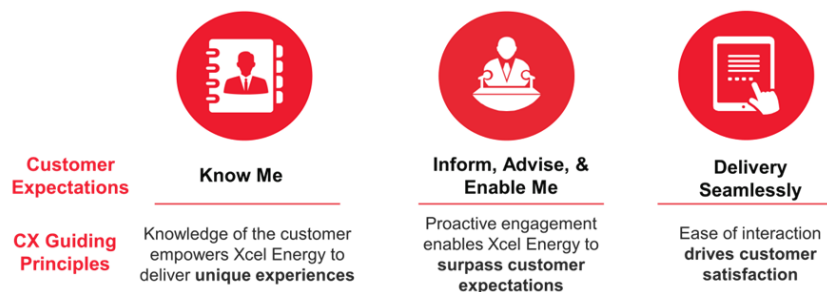 Customer
Expectations
Know Me
Inform, Advise, &
Enable Me
Delivery
Seamlessly
CX Guiding
Principles
Knowledge of the customer
empowers Xcel Energy to
deliver unique experiences
Proactive engagement
enables Xcel Energy to
surpass customer
expectations
Ease of interaction
drives customer
satisfaction